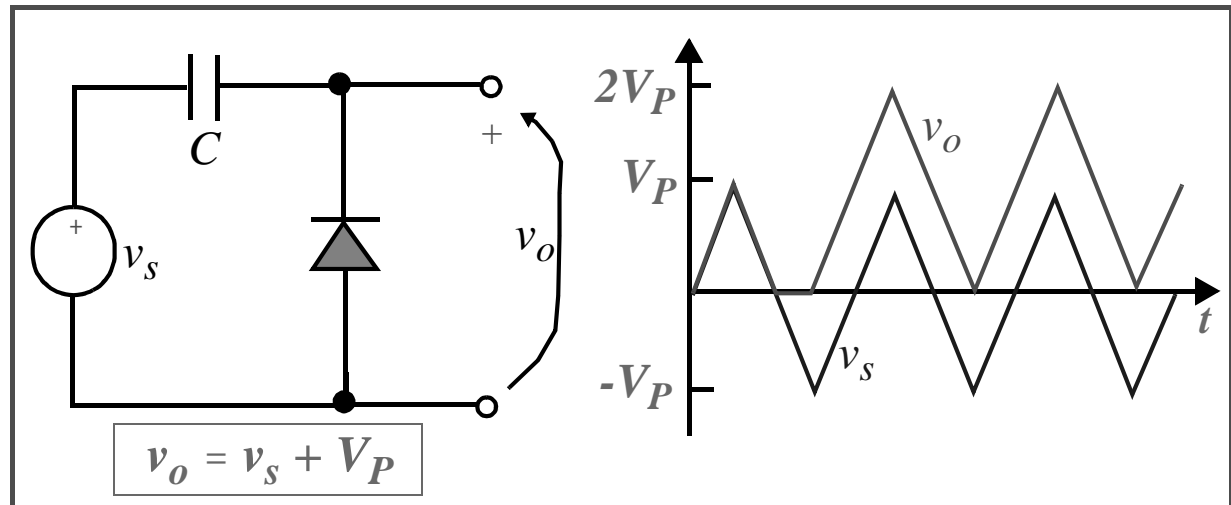 C
+
v_s
+
v_o
v_o = v_s + V_P
2V_P
V_P
-V_P
v_o
v_s
t